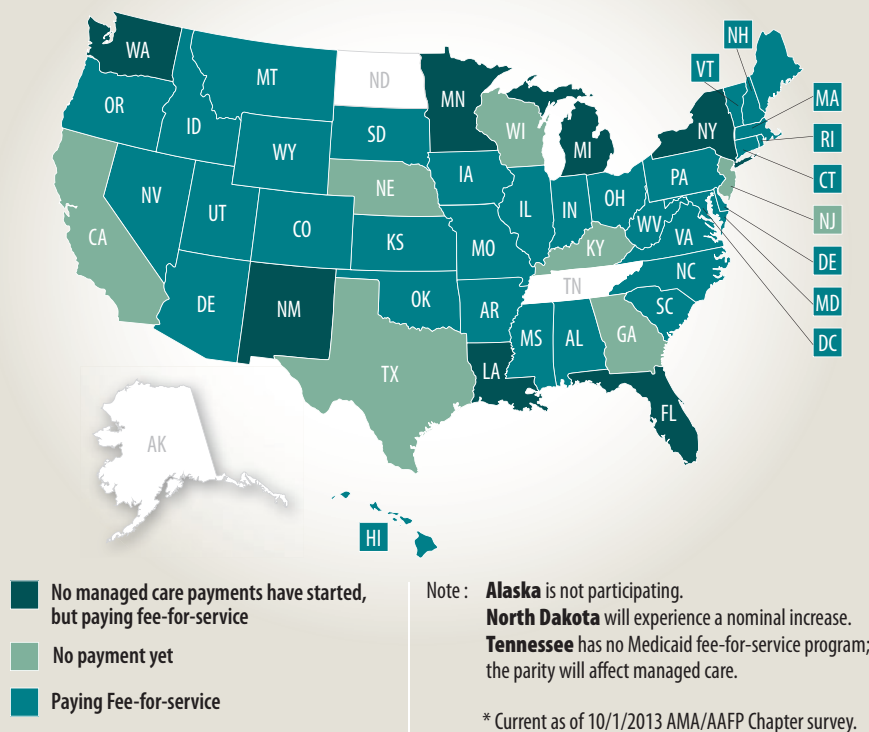 WA
MT
ND
MN
OR
ID
WY
SD
WI
MI
NY
NH
VT
MA
RI
CT
NJ
DE
MD
DC
NV
UT
CO
NE
IA
IL
IN
OH
PA
WV
VA
CA
KS
MO
KY
NC
DE
NM
OK
AR
TN
SC
MS
AL
GA
TX
LA
FL
AK
HI
No managed care payments have started,
but paying fee-for-service
No payment yet
Paying Fee-for-service
Note : Alaska is not participating.
North Dakota will experience a nominal increase.
Tennessee has no Medicaid fee-for-service program;
the parity will affect managed care.
* Current as of 10/1/2013 AMA/AAFP Chapter survey.